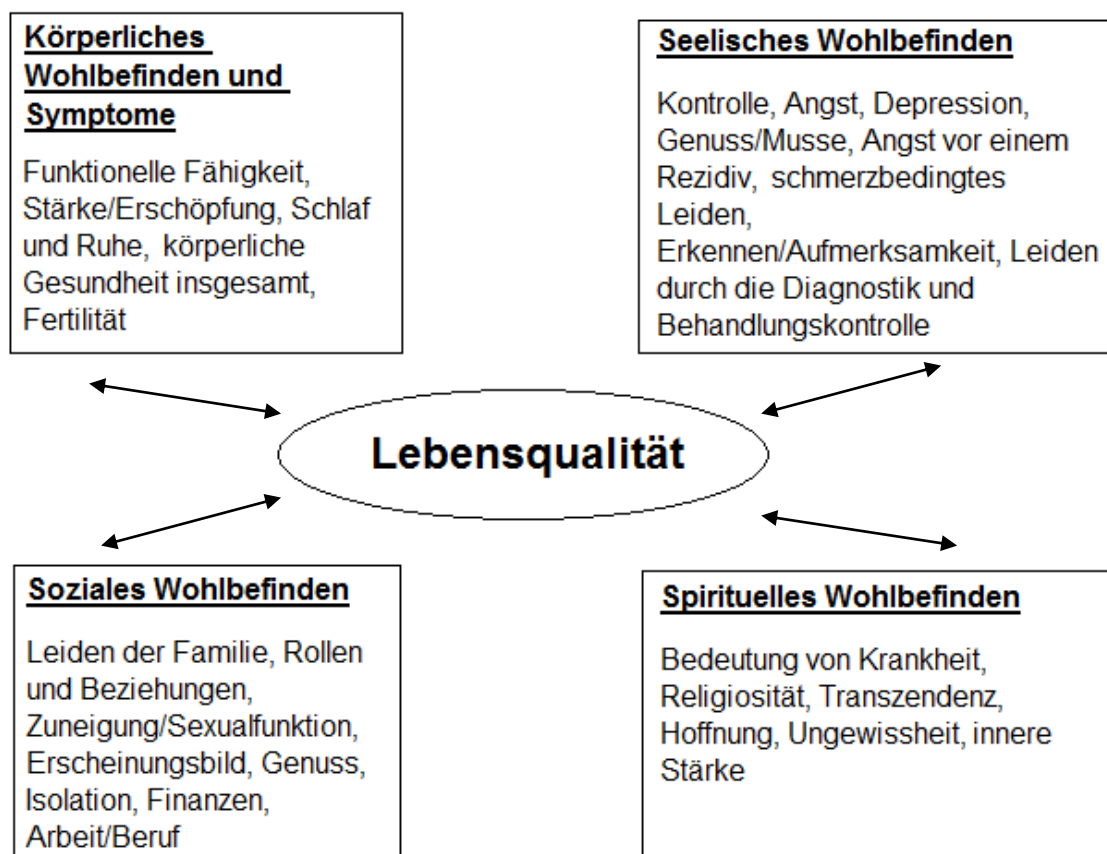 Körperliches
Wohlbefinden und
Symptome
Funktionelle Fähigkeit,
Stärke/Erschöpfung, Schlaf
und Ruhe, körperliche
Gesundheit insgesamt,
Fertilität
Seelisches Wohlbefinden
Kontrolle, Angst, Depression,
Genuss/Musse, Angst vor einem
Rezidiv, schmerzbedingtes
Leiden,
Erkennen/Aufmerksamkeit, Leiden
durch die Diagnostik und
Behandlungskontrolle
Lebensqualität
Soziales Wohlbefinden
Leiden der Familie, Rollen
und Beziehungen,
Zuneigung/Sexualfunktion,
Erscheinungsbild, Genuss,
Isolation, Finanzen,
Arbeit/Beruf
Spirituelles Wohlbefinden
Bedeutung von Krankheit,
Religiosität, Transzendenz,
Hoffnung, Ungewissheit, innere
Stärke